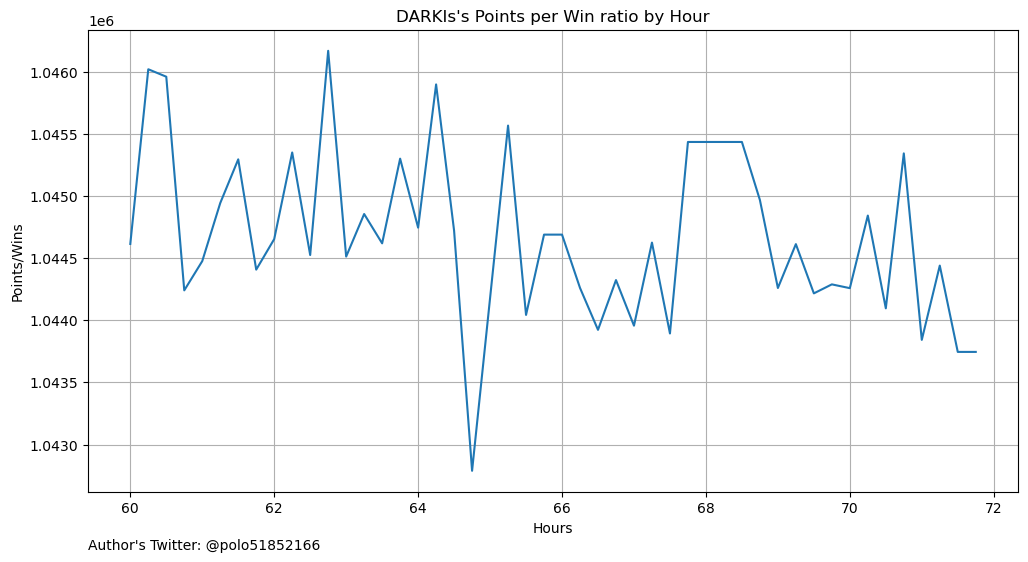 DARKIs's Points per Win ratio by Hour
1e6
1.0460
1.0455
1.0450
1.0445
1.0440
1.0435
1.0430
Points/Wins
60 62 64 66 68 70 72
Hours
Author's Twitter: @polo51852166